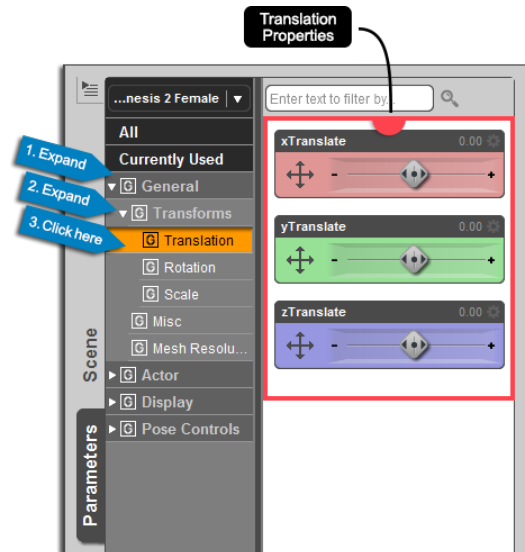 Translation
Properties
...nesis 2 Female
Enter text to filter by...
All
Currently Used
1. Expand
G General
2. Expand
G Transforms
3. Click here
G Translation
G Rotation
G Scale
G Misc
G Mesh Resolu...
G Actor
G Display
G Pose Controls
Scene
Parameters
xTranslate 0.00
- +
yTranslate 0.00
- +
zTranslate 0.00
- +